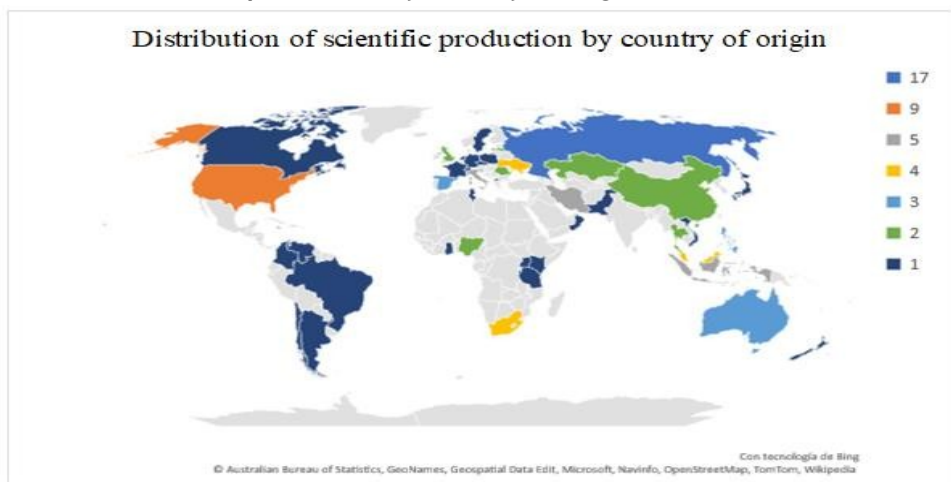 Distribution of scientific production by country of origin
17
9
5
4
3
2
1
Con tecnología de Bing
© Australian Bureau of Statistics, GeoNames, Geospatial Data Edit, Microsoft, Navinfo, OpenStreetMap, TomTom, Wikipedia